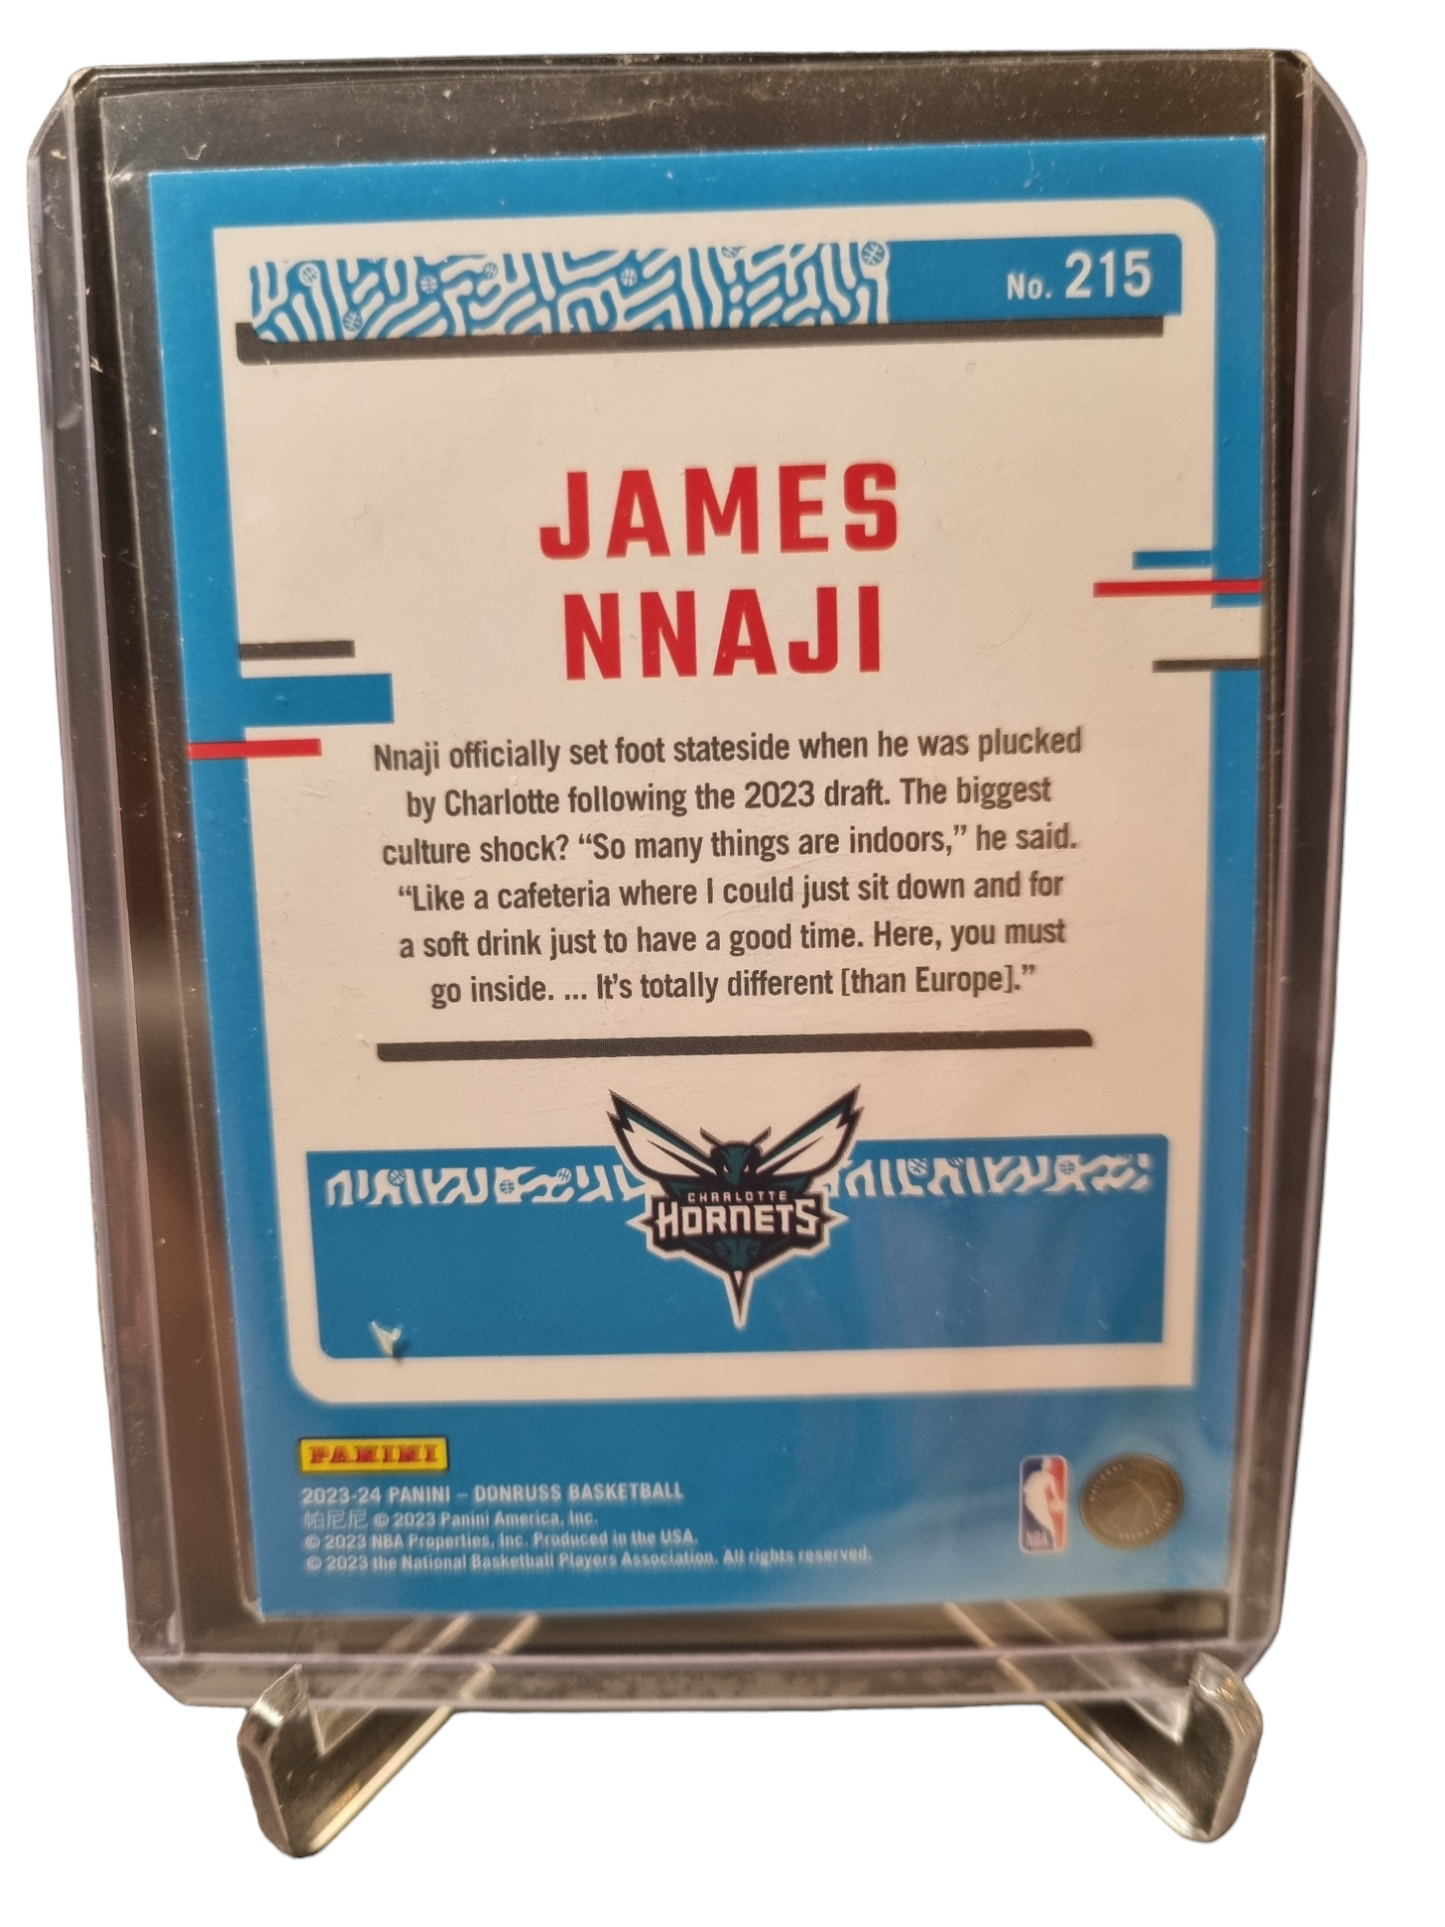 No. 215
JAMES
NNAJI
Nnaji officially set foot stateside when he was plucked
by Charlotte following the 2023 draft. The biggest
culture shock? “So many things are indoors,” he said.
“Like a cafeteria where I could just sit down and for
a soft drink just to have a good time. Here, you must
go inside. ... It’s totally different [than Europe].”
CHARLOTTE
HORNETS
PANINI
2023-24 PANINI – DONRUSS BASKETBALL
帕尼尼 © 2023 Panini America, Inc.
© 2023 NBA Properties, Inc. Produced in the USA.
© 2023 the National Basketball Players Association. All rights reserved.
NBA